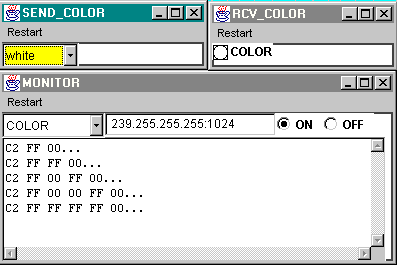 SEND_COLOR
Restart
white
RCV_COLOR
Restart
COLOR
MONITOR
Restart
COLOR 239.255.255.255:1024 ON OFF
C2 FF 00...
C2 FF FF 00...
C2 FF 00 FF 00...
C2 FF 00 00 FF 00...
C2 FF FF FF FF 00...